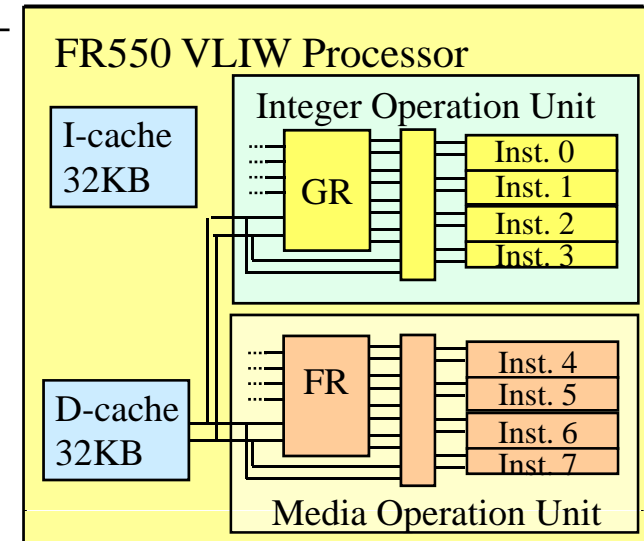 FR550 VLIW Processor
I-cache
32KB
Integer Operation Unit
GR
Inst. 0
Inst. 1
Inst. 2
Inst. 3
D-cache
32KB
FR
Inst. 4
Inst. 5
Inst. 6
Inst. 7
Media Operation Unit